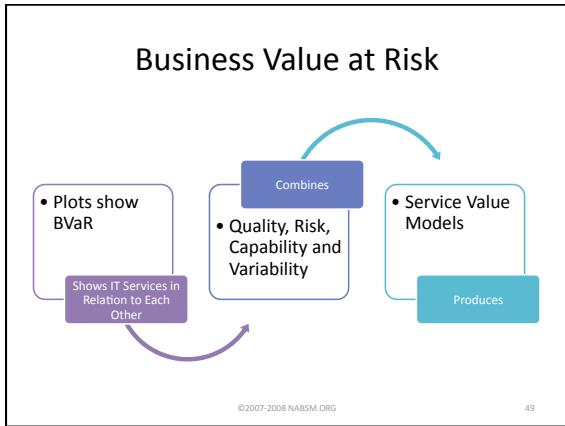 Business Value at Risk
• Plots show
BVaR
Shows IT Services in
Relation to Each
Other
Combines
• Quality, Risk,
Capability and
Variability
• Service Value
Models
Produces
©2007-2008 NABSM.ORG
49